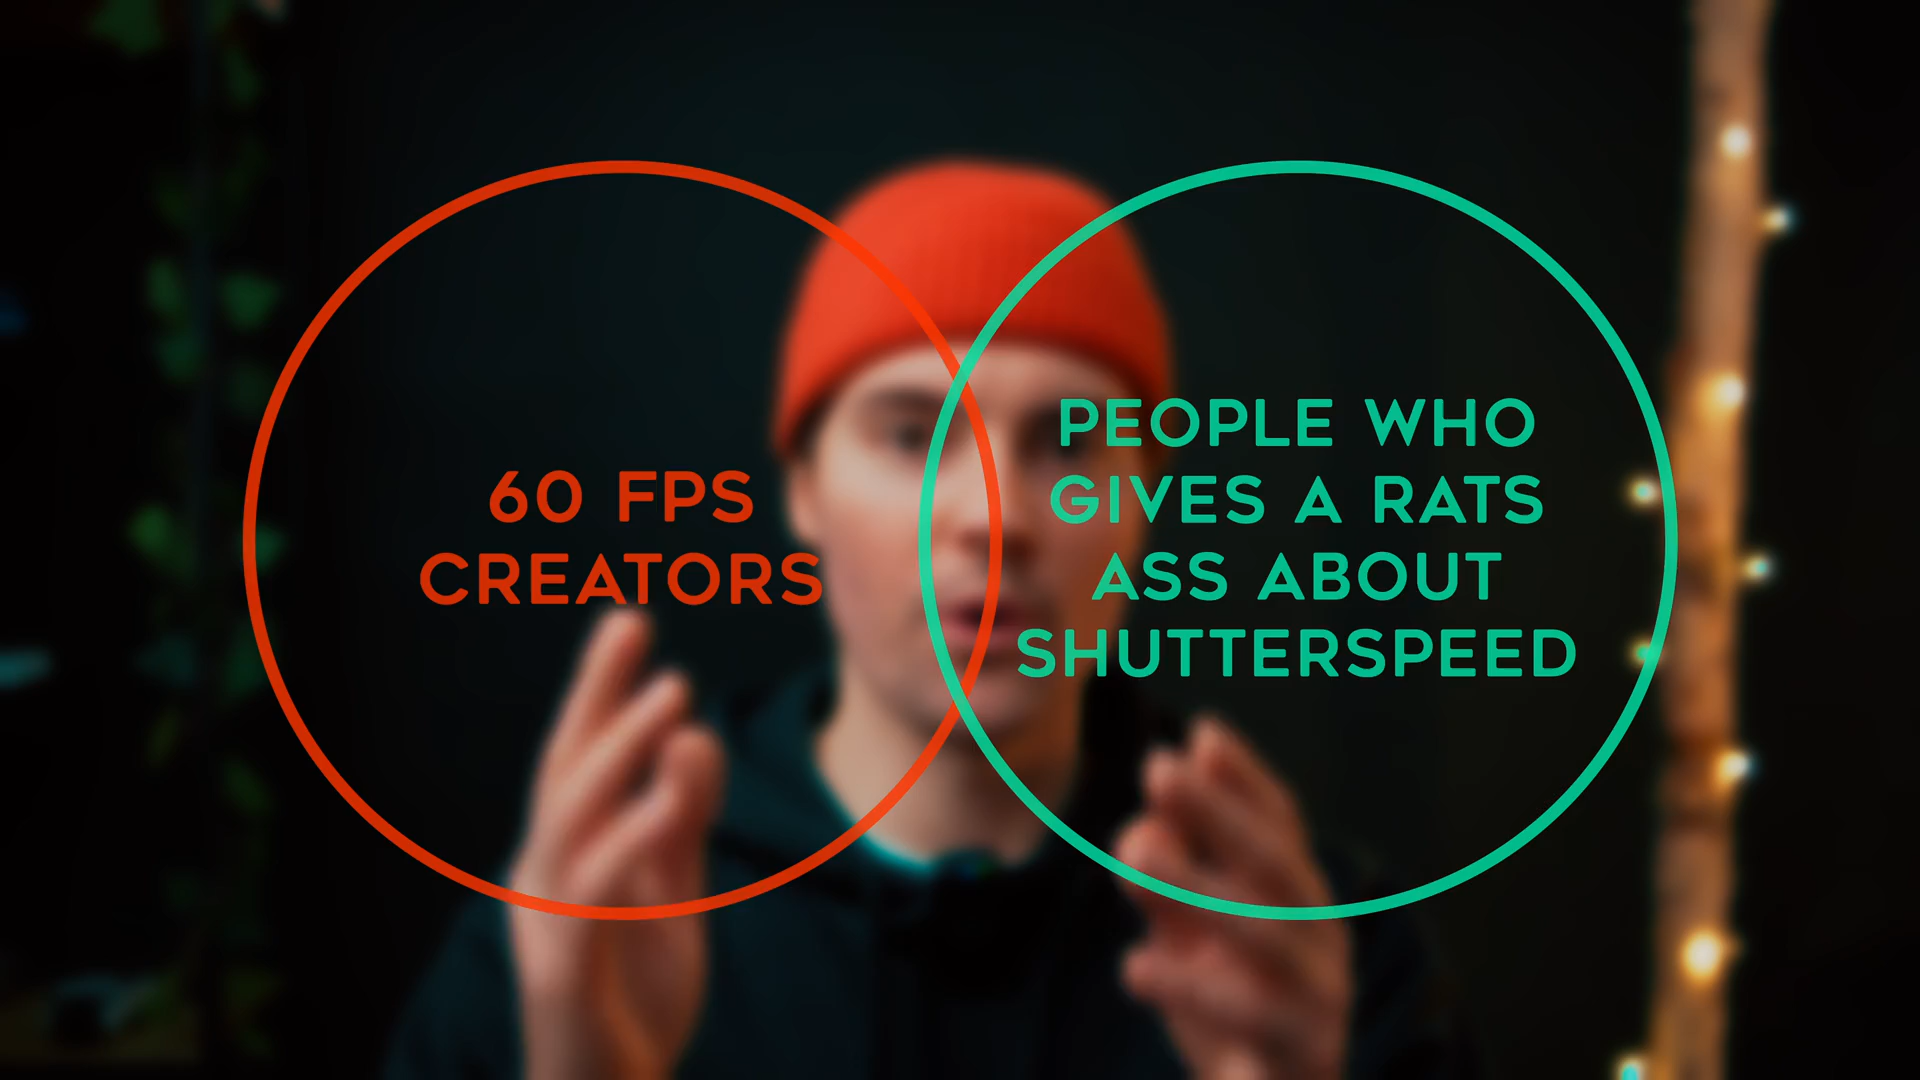 60 FPS
CREATORS
PEOPLE WHO
GIVES A RATS
ASS ABOUT
SHUTTERSPEED